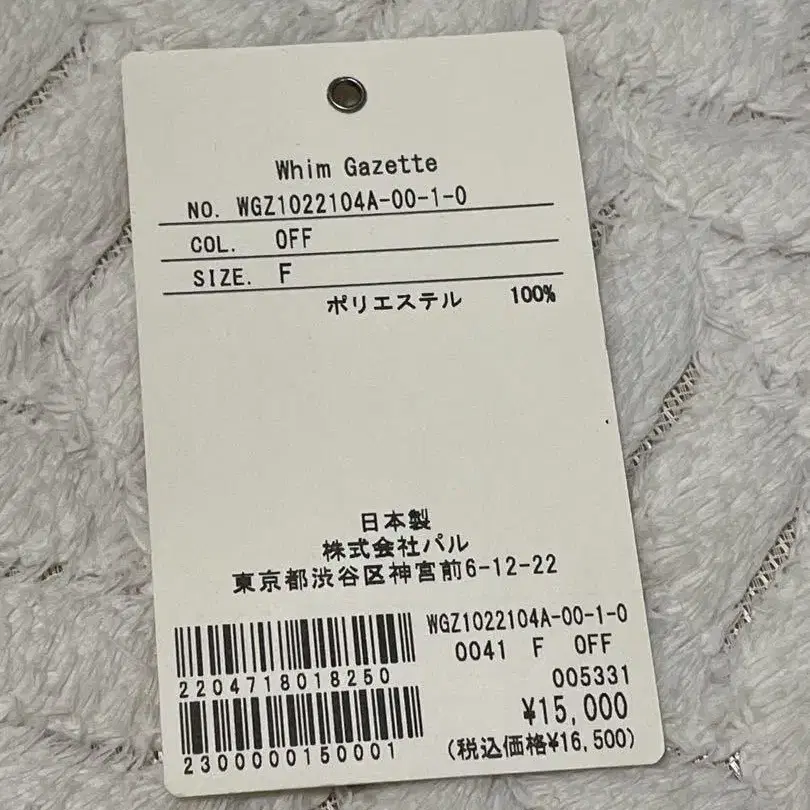 Whim Gazette
NO. WGZ1022104A-00-1-0
COL. OFF
SIZE. F
ポリエステル 100%
日本製
株式会社パル
東京都渋谷区神宮前6-12-22
WGZ1022104A-00-1-0
0041 F OFF
2204718018250
005331
¥15,000
2300000150001
(税込価格¥16,500)